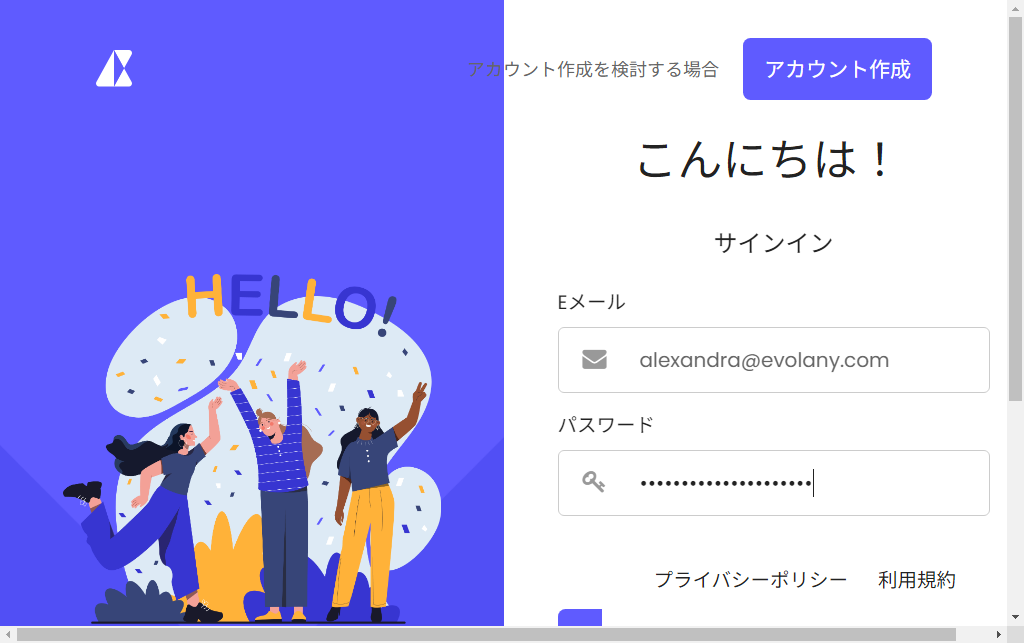 アカウント作成を検討する場合
アカウント作成
こんにちは！
サインイン
HELLO!
Eメール
alexandra@evolany.com
パスワード
••••••••••••••••••••
プライバシーポリシー 利用規約